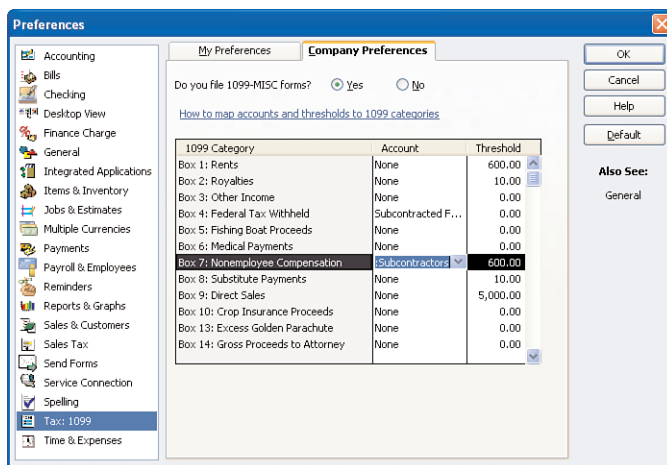 Preferences
Accounting
Bills
Checking
Desktop View
Finance Charge
General
Integrated Applications
Items & Inventory
Jobs & Estimates
Multiple Currencies
Payments
Payroll & Employees
Reminders
Reports & Graphs
Sales & Customers
Sales Tax
Send Forms
Service Connection
Spelling
Tax: 1099
Time & Expenses
My Preferences Company Preferences
Do you file 1099-MISC forms? Yes No
How to map accounts and thresholds to 1099 categories
1099 Category Account Threshold
Box 1: Rents None 600.00
Box 2: Royalties None 10.00
Box 3: Other Income None 0.00
Box 4: Federal Tax Withheld Subcontracted F... 0.00
Box 5: Fishing Boat Proceeds None 0.00
Box 6: Medical Payments None 0.00
Box 7: Nonemployee Compensation :Subcontractors 600.00
Box 8: Substitute Payments None 10.00
Box 9: Direct Sales None 5,000.00
Box 10: Crop Insurance Proceeds None 0.00
Box 13: Excess Golden Parachute None 0.00
Box 14: Gross Proceeds to Attorney None 0.00
OK
Cancel
Help
Default
Also See:
General